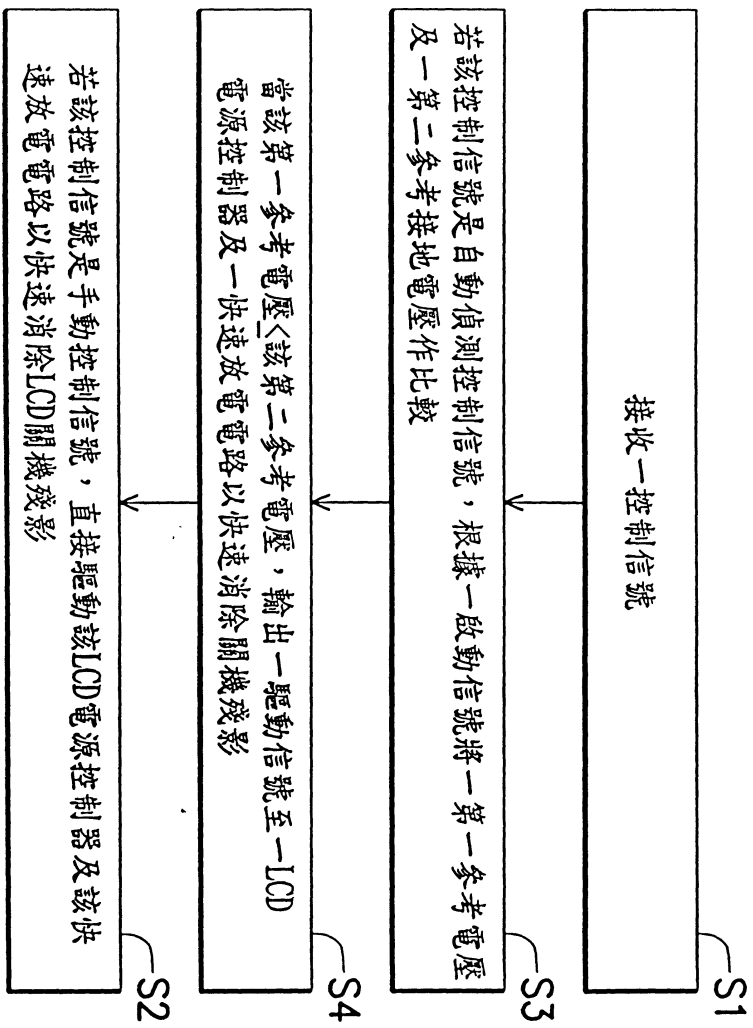 接收一控制信號
S1
若該控制信號是自動偵測控制信號，根據一啟動信號將一第一參考電壓
及一第二參考接地電壓作比較
S3
當該第一參考電壓≤該第二參考電壓，輸出一驅動信號至一LCD
電源控制器及一快速放電電路以快速消除關機殘影
S4
若該控制信號是手動控制信號，直接驅動該LCD電源控制器及該快
速放電電路以快速消除LCD關機殘影
S2